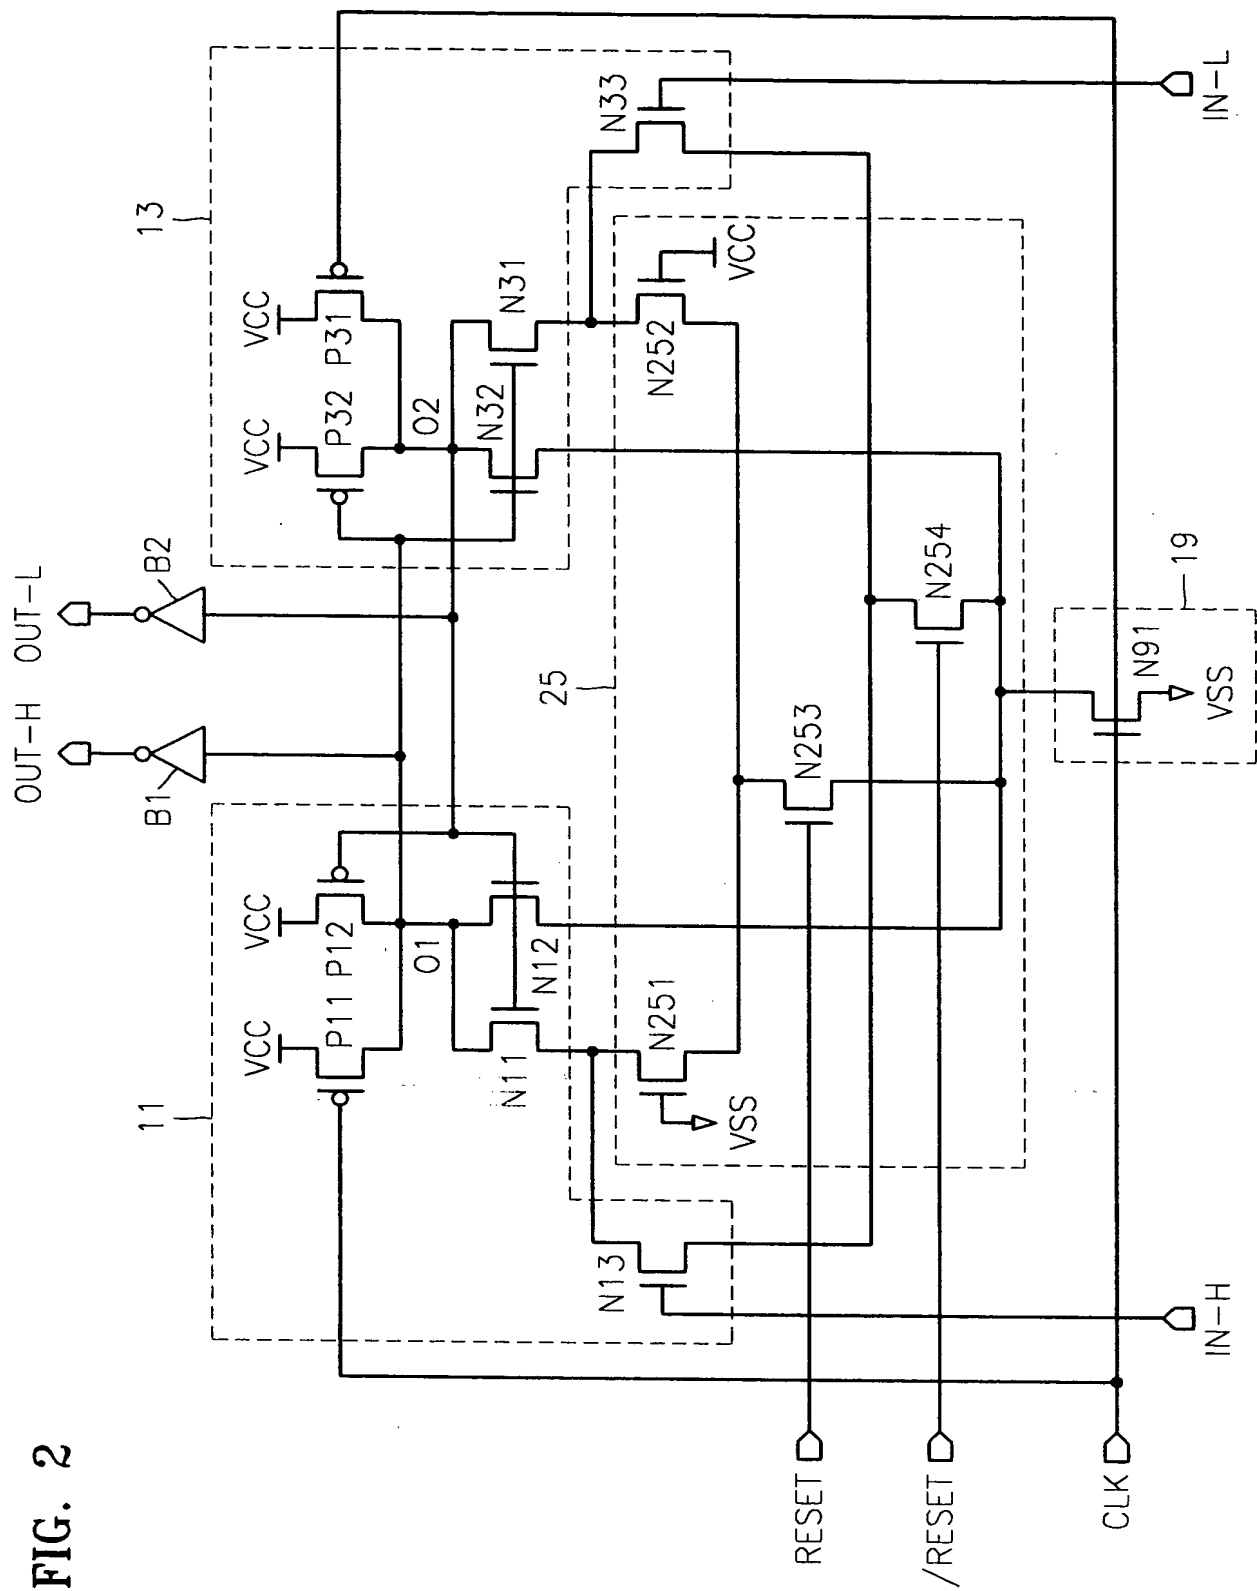 FIG. 2
OUT-H
OUT-L
B1
B2
11
13
VCC
VCC
VCC
VCC
P11
P12
P32
P31
O1
O2
N11
N12
N32
N31
25
N13
N251
N252
N33
VSS
VCC
N253
N254
RESET
/RESET
CLK
19
N91
VSS
IN-H
IN-L